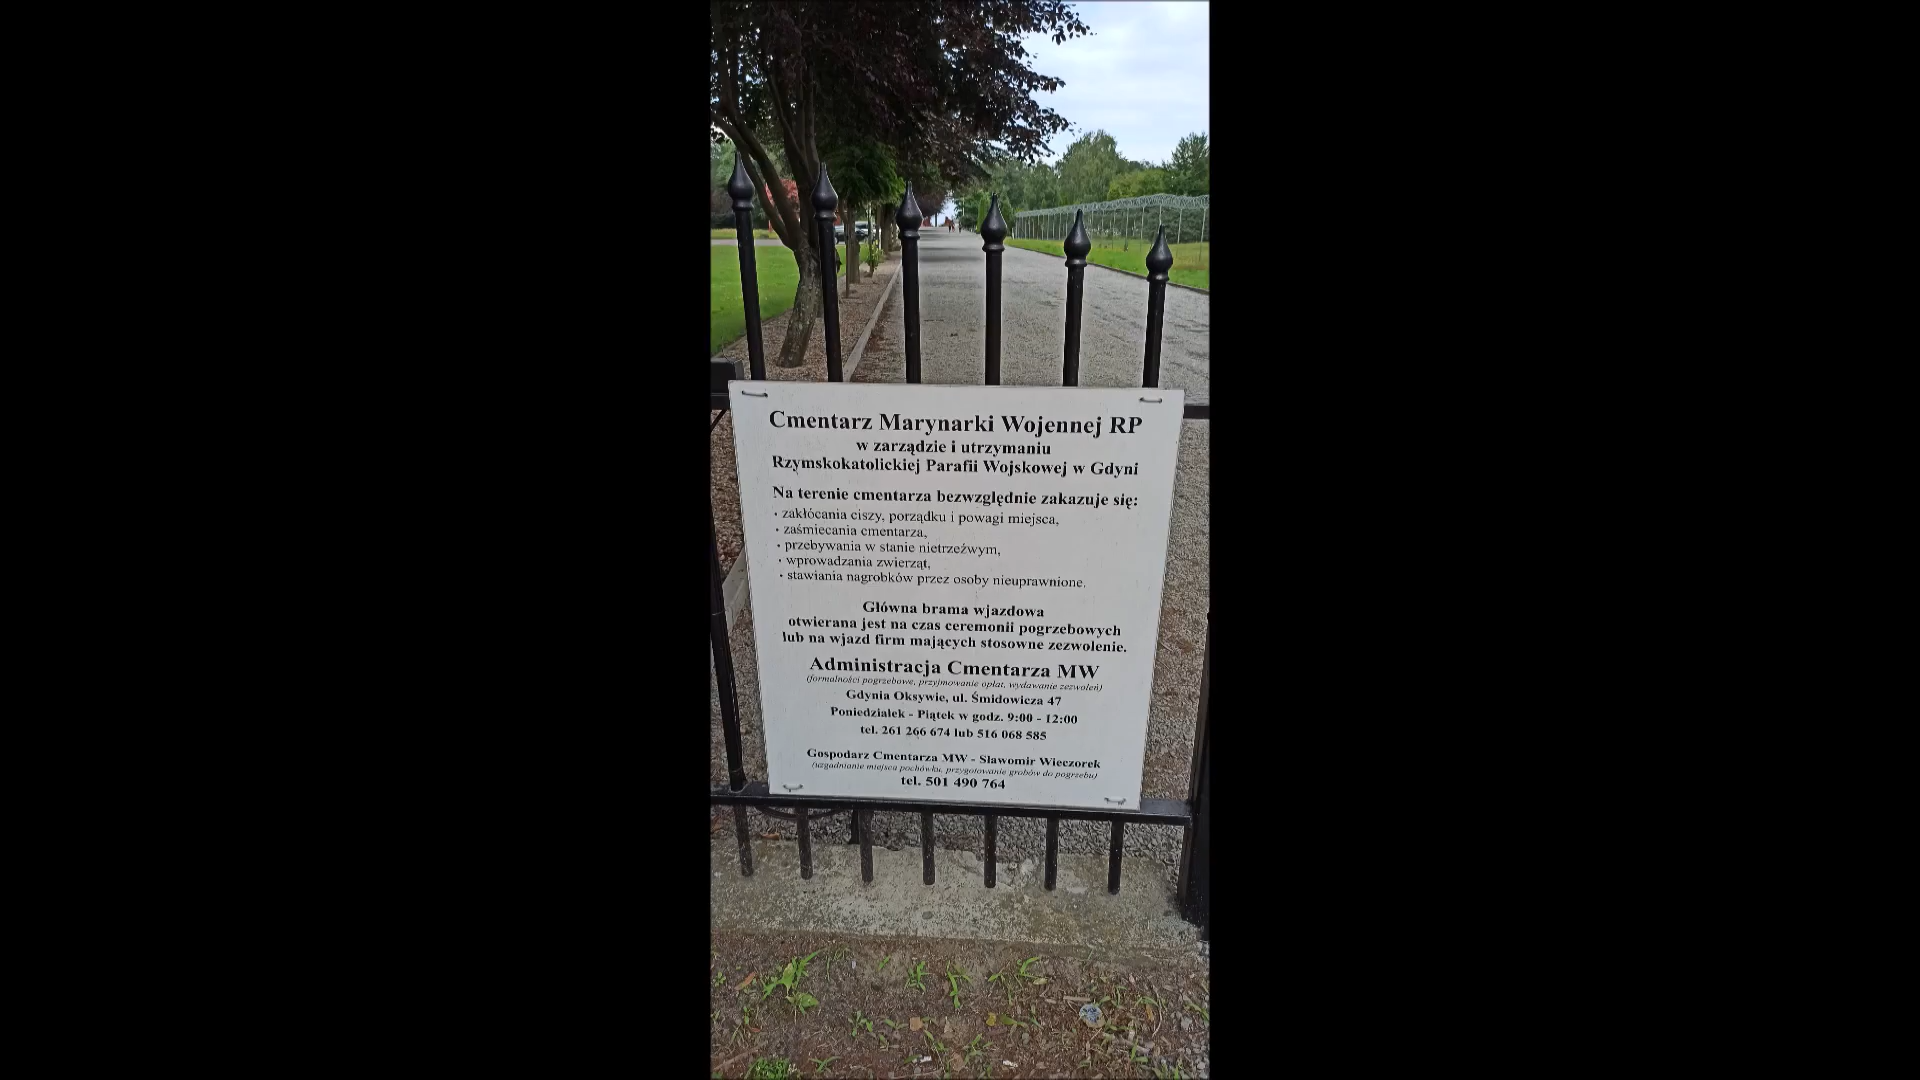 Cmentarz Marynarki Wojennej RP
w zarządzie i utrzymaniu
Rzymskokatolickiej Parafii Wojskowej w Gdyni
Na terenie cmentarza bezwzględnie zakazuje się:
• zakłócania ciszy, porządku i powagi miejsca,
• zaśmiecania cmentarza,
• przebywania w stanie nietrzeźwym,
• wprowadzania zwierząt,
• stawiania nagrobków przez osoby nieuprawnione.
Główna brama wjazdowa
otwierana jest na czas ceremonii pogrzebowych
lub na wjazd firm mających stosowne zezwolenie.
Administracja Cmentarza MW
(formalności pogrzebowe, przyjmowanie opłat, wydawanie zezwoleń)
Gdynia Oksywie, ul. Śmidowicza 47
Poniedziałek - Piątek w godz. 9:00 - 12:00
tel. 261 266 674 lub 516 068 585
Gospodarz Cmentarza MW - Sławomir Wieczorek
(uzgadnianie miejsca pochówku, przygotowanie grobów do pogrzebu)
tel. 501 490 764